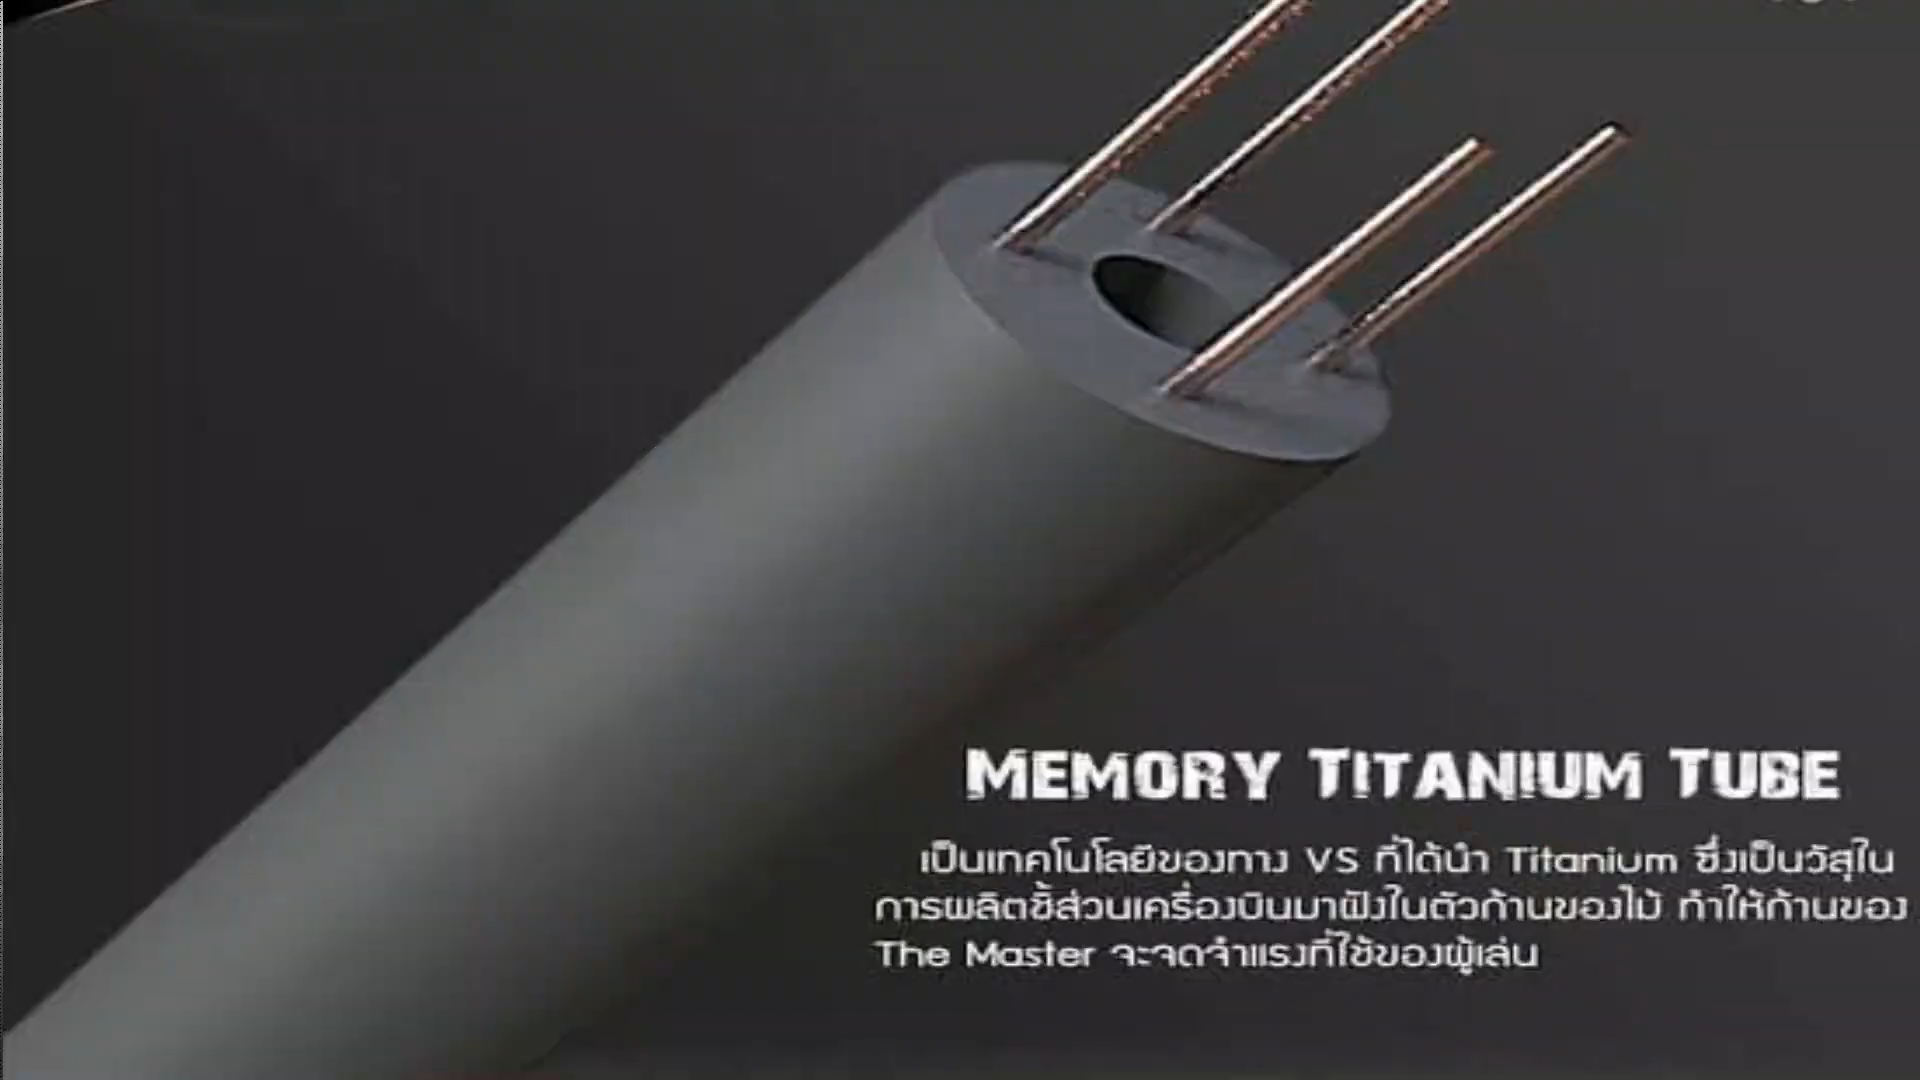 MEMORY TITANIUM TUBE
เป็นเทคโนโลยีของทาง VS ที่ได้นำ Titanium ซึ่งเป็นวัสุใน
การผลิตชิ้ส่วนเครื่องบินมาฝังในตัวก้านของไม้ ทำให้ก้านของ
The Master จะจดจำแรงที่ใช้ของผู้เล่น